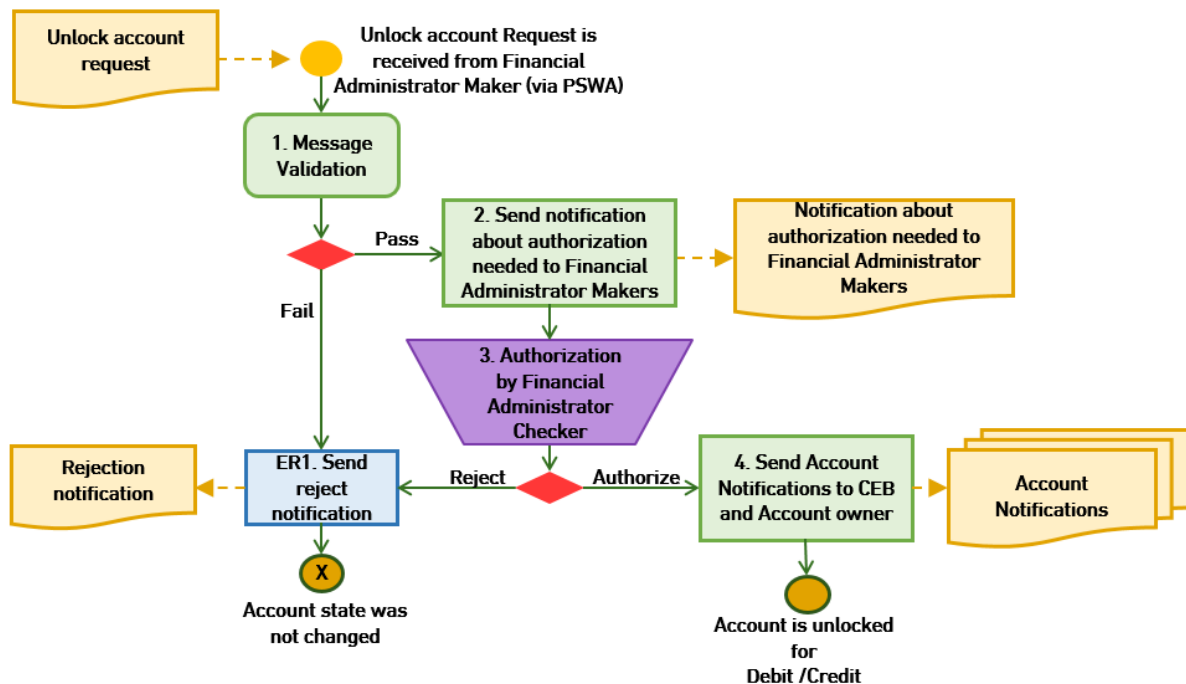 Unlock account
request
Unlock account Request is
received from Financial
Administrator Maker (via PSWA)
1. Message
Validation
Pass
2. Send notification
about authorization
needed to Financial
Administrator Makers
Notification about
authorization needed to
Financial Administrator
Makers
Fail
3. Authorization
by Financial
Administrator
Checker
Rejection
notification
ER1. Send
reject
notification
Reject
Authorize
4. Send Account
Notifications to CEB
and Account owner
Account
Notifications
X
Account state was
not changed
Account is unlocked
for
Debit /Credit